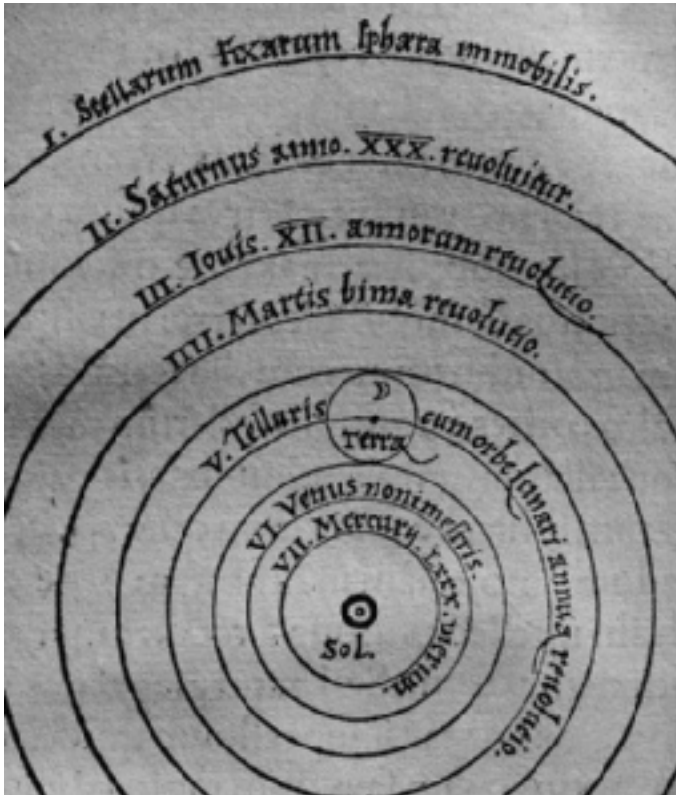 I. Stellarum Fixarum sphæra immobilis.
II. Saturnus anno. XXX. reuoluitur.
III. Iouis. XII. annorum reuolutio.
IIII. Martis bima reuolutio.
V. Telluris cum orbe lunari annua reuolutio.
Terra
VI. Venus nonimestris.
VII. Mercurij. LXXX. dierum.
Sol.